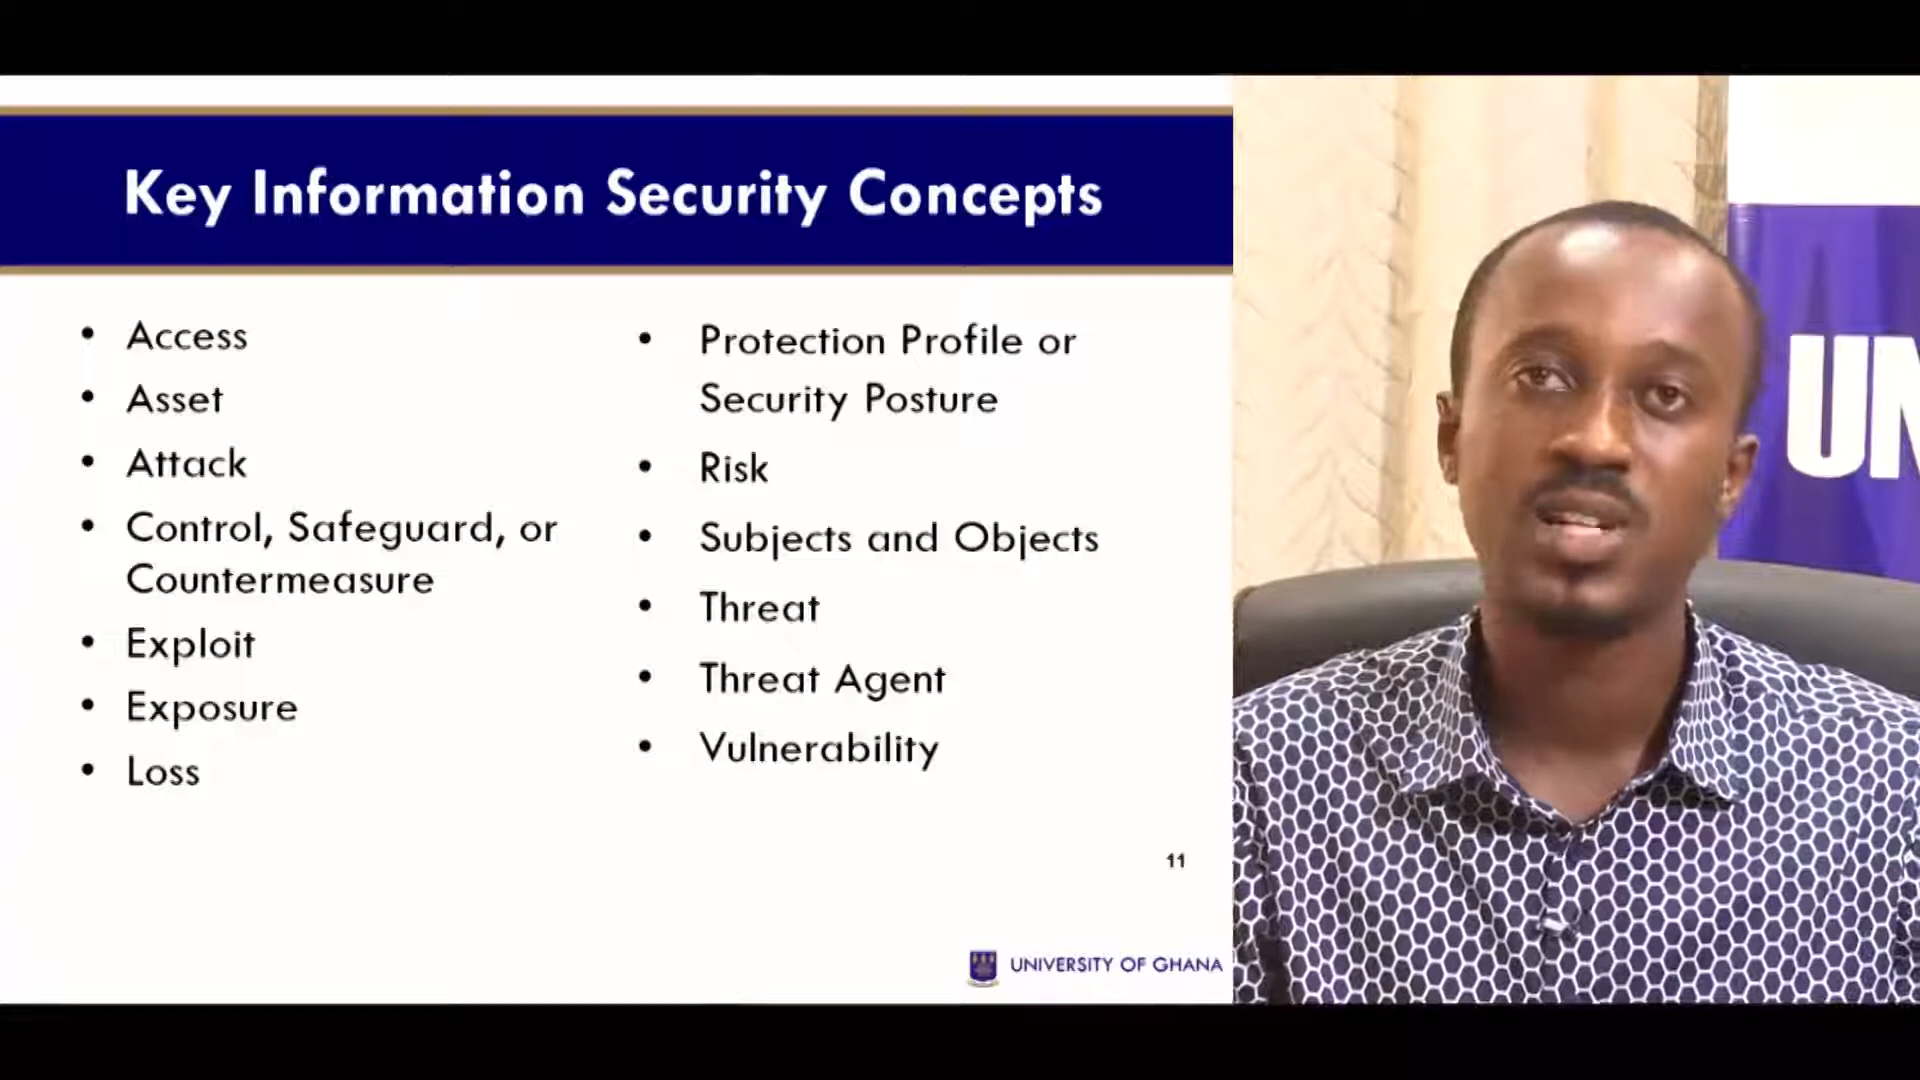 Key Information Security Concepts
• Access
• Asset
• Attack
• Control, Safeguard, or
Countermeasure
• Exploit
• Exposure
• Loss
• Protection Profile or
Security Posture
• Risk
• Subjects and Objects
• Threat
• Threat Agent
• Vulnerability
11
UNIVERSITY OF GHANA
UN